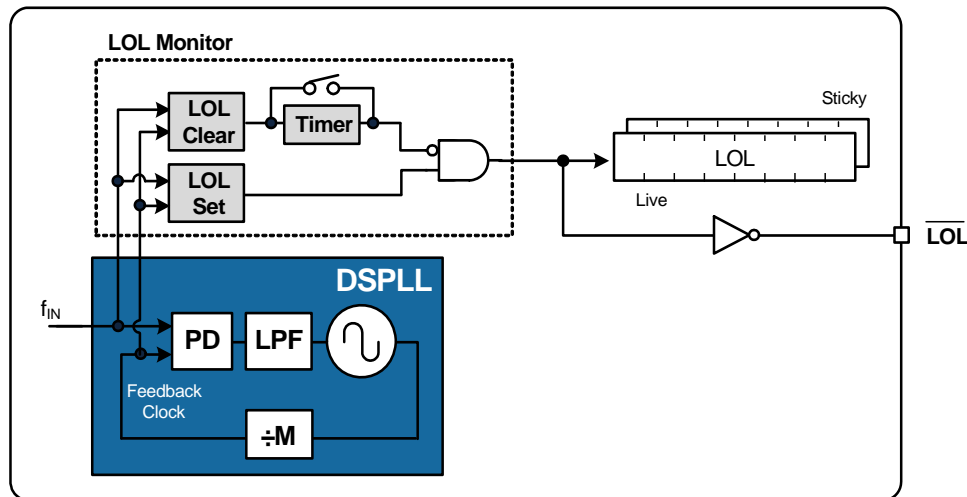 LOL Monitor
LOL
Clear
Timer
LOL
Set
Sticky
LOL
Live
LOL
DSPLL
fIN
PD
LPF
Feedback
Clock
÷M